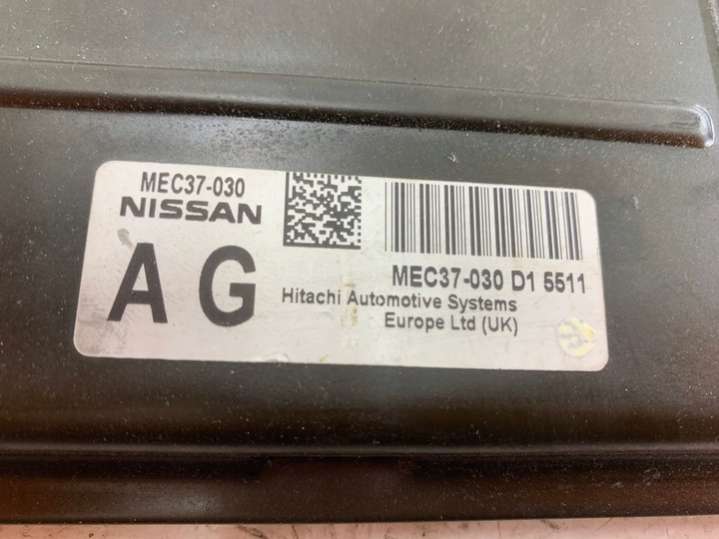 MEC37-030
NISSAN
A G
MEC37-030 D1 5511
Hitachi Automotive Systems
Europe Ltd (UK)